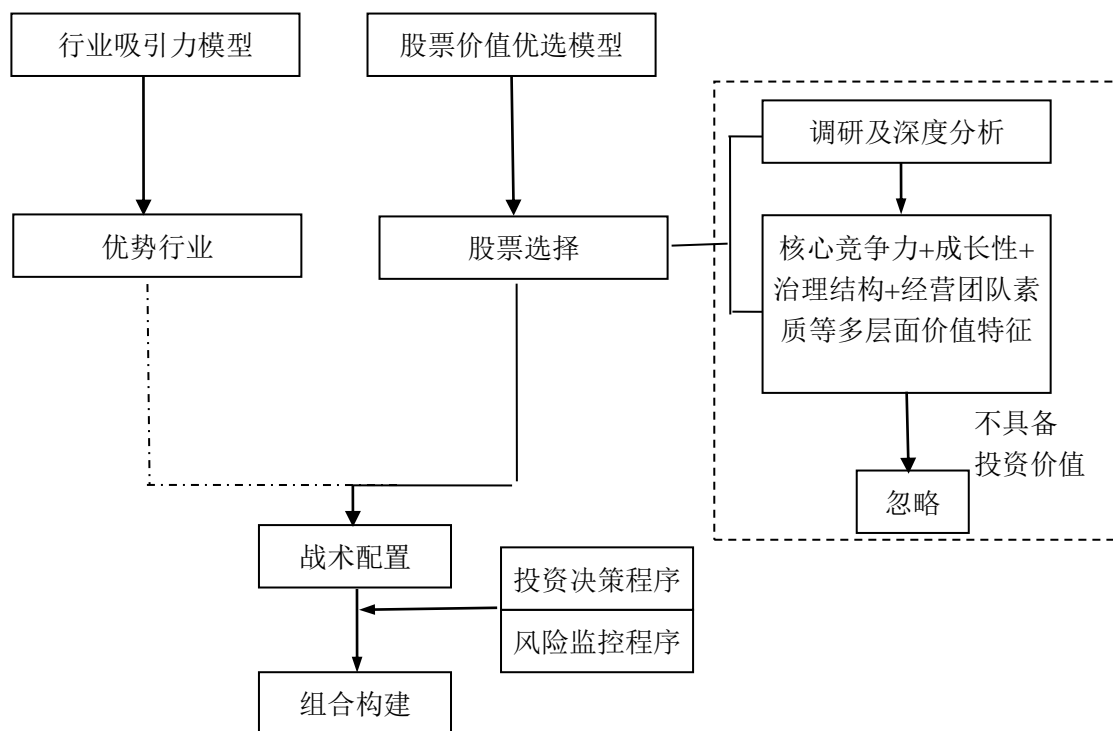 行业吸引力模型
股票价值优选模型
调研及深度分析
优势行业
股票选择
核心竞争力+成长性+
治理结构+经营团队素
质等多层面价值特征
不具备
投资价值
忽略
战术配置
投资决策程序
风险监控程序
组合构建